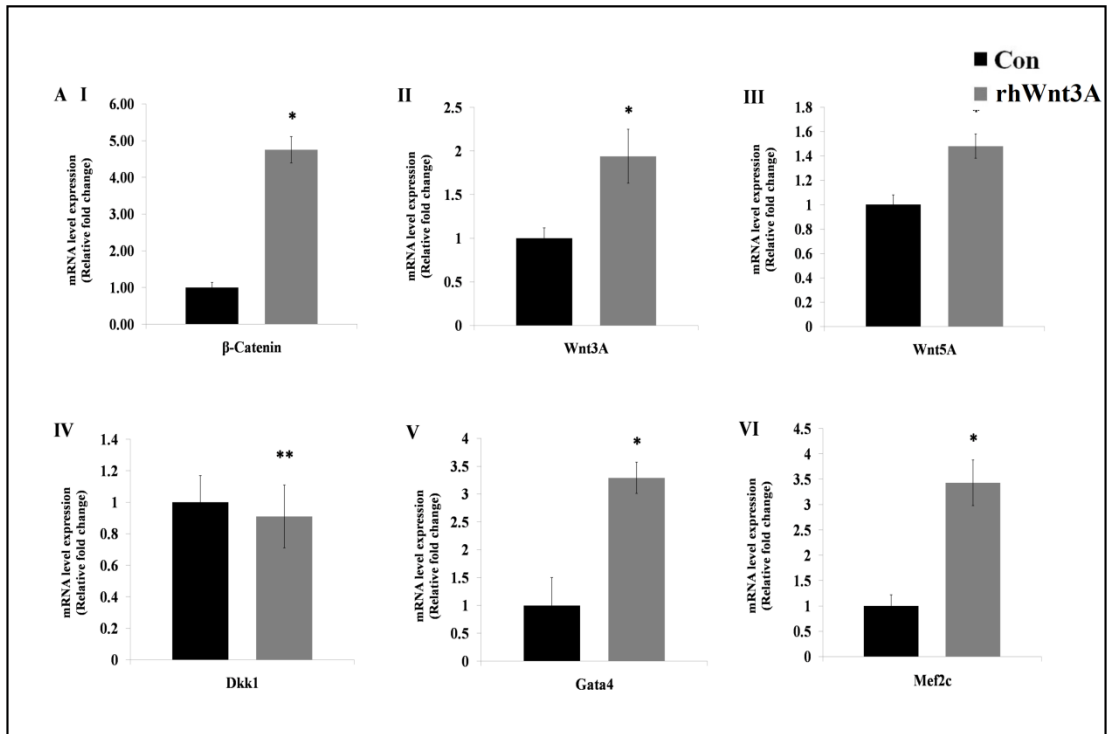 Con
rhWnt3A
A I
6.00
5.00
4.00
3.00
2.00
1.00
0.00
mRNA level expression
(Relative fold change)
*
β-Catenin
II
2.5
2
1.5
1
0.5
0
mRNA level expression
(Relative fold change)
*
Wnt3A
III
1.8
1.6
1.4
1.2
1
0.8
0.6
0.4
0.2
0
mRNA level expression
(Relative fold change)
Wnt5A
IV
1.4
1.2
1
0.8
0.6
0.4
0.2
0
mRNA level expression
(Relative fold change)
**
Dkk1
V
4
3.5
3
2.5
2
1.5
1
0.5
0
mRNA level expression
(Relative fold change)
*
Gata4
VI
4.5
4
3.5
3
2.5
2
1.5
1
0.5
0
mRNA level expression
(Relative fold change)
*
Mef2c